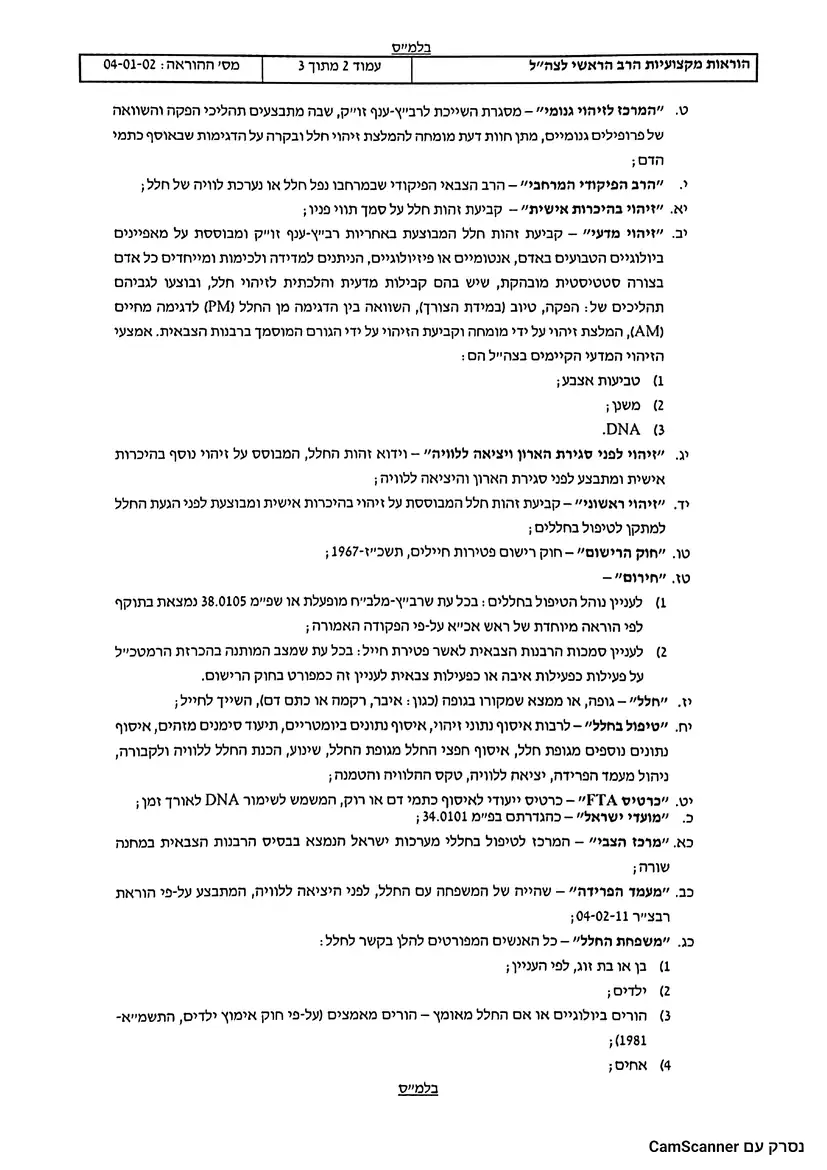 בלמ״ס
הוראות מקצועיות הרב הראשי לצה״ל עמוד 2 מתוך 3 מס׳ ההוראה: 04-01-02
ט. ״המרכז לזיהוי גנומי״ – מסגרת השייכת לרב״ץ-ענף זו״ק, שבה מתבצעים תהליכי הפקה והשוואה
של פרופילים גנומיים, מתן חוות דעת מומחה להמלצת זיהוי חלל ובקרה על הדגימות שבאוסף כתמי
הדם;
י. ״הרב הפיקודי המרחבי״ – הרב הצבאי הפיקודי שבמרחבו נפל חלל או נערכת לוויה של חלל;
יא. ״זיהוי בהיכרות אישית״ – קביעת זהות חלל על סמך תווי פניו;
יב. ״זיהוי מדעי״ – קביעת זהות חלל המבוצעת באחריות רב״ץ-ענף זו״ק ומבוססת על מאפיינים
ביולוגיים הטבועים באדם, אנטומיים או פיזיולוגיים, הניתנים למדידה ולכימות ומייחדים כל אדם
בצורה סטטיסטית מובהקת, שיש בהם קבילות מדעית והלכתית לזיהוי חלל, ובוצעו לגביהם
תהליכים של: הפקה, טיוב (במידת הצורך), השוואה בין הדגימה מן החלל (PM) לדגימה מחיים
(AM), המלצת זיהוי על ידי מומחה וקביעת הזיהוי על ידי הגורם המוסמך ברבנות הצבאית. אמצעי
הזיהוי המדעי הקיימים בצה״ל הם:
1) טביעות אצבע;
2) משנן;
3) DNA.
יג. ״זיהוי לפני סגירת הארון ויציאה ללוויה״ – וידוא זהות החלל, המבוסס על זיהוי נוסף בהיכרות
אישית ומתבצע לפני סגירת הארון והיציאה ללוויה;
יד. ״זיהוי ראשוני״ – קביעת זהות חלל המבוססת על זיהוי בהיכרות אישית ומבוצעת לפני הגעת החלל
למתקן לטיפול בחללים;
טו. ״חוק הרישום״ – חוק רישום פטירות חיילים, תשכ״ז-1967;
טז. ״חירום״ –
1) לעניין נוהל הטיפול בחללים: בכל עת שרב״ץ-מלב״ח מופעלת או שפ״מ 38.0105 נמצאת בתוקף
לפי הוראה מיוחדת של ראש אכ״א על-פי הפקודה האמורה;
2) לעניין סמכות הרבנות הצבאית לאשר פטירת חייל: בכל עת שמצב המותנה בהכרזת הרמטכ״ל
על פעילות כפעילות איבה או כפעילות צבאית לעניין זה כמפורט בחוק הרישום.
יז. ״חלל״ – גופה, או ממצא שמקורו בגופה (כגון: איבר, רקמה או כתם דם), השייך לחייל;
יח. ״טיפול בחלל״ – לרבות איסוף נתוני זיהוי, איסוף נתונים ביומטריים, תיעוד סימנים מזהים, איסוף
נתונים נוספים מגופת חלל, איסוף חפצי החלל מגופת החלל, שינוע, הכנת החלל ללוויה ולקבורה,
ניהול מעמד הפרידה, יציאה ללוויה, טקס ההלוויה והטמנה;
יט. ״כרטיס FTA״ – כרטיס ייעודי לאיסוף כתמי דם או רוק, המשמש לשימור DNA לאורך זמן;
כ. ״מועדי ישראל״ – כהגדרתם בפ״מ 34.0101;
כא. ״מרכז הצבי״ – המרכז לטיפול בחללי מערכות ישראל הנמצא בבסיס הרבנות הצבאית במחנה
שורה;
כב. ״מעמד הפרידה״ – שהייה של המשפחה עם החלל, לפני היציאה ללוויה, המתבצע על-פי הוראת
רבצ״ר 04-02-11;
כג. ״משפחת החלל״ – כל האנשים המפורטים להלן בקשר לחלל:
1) בן או בת זוג, לפי העניין;
2) ילדים;
3) הורים ביולוגיים או אם החלל מאומץ – הורים מאמצים (על-פי חוק אימוץ ילדים, התשמ״א-
1981);
4) אחים;
בלמ״ס
נסרק עם CamScanner